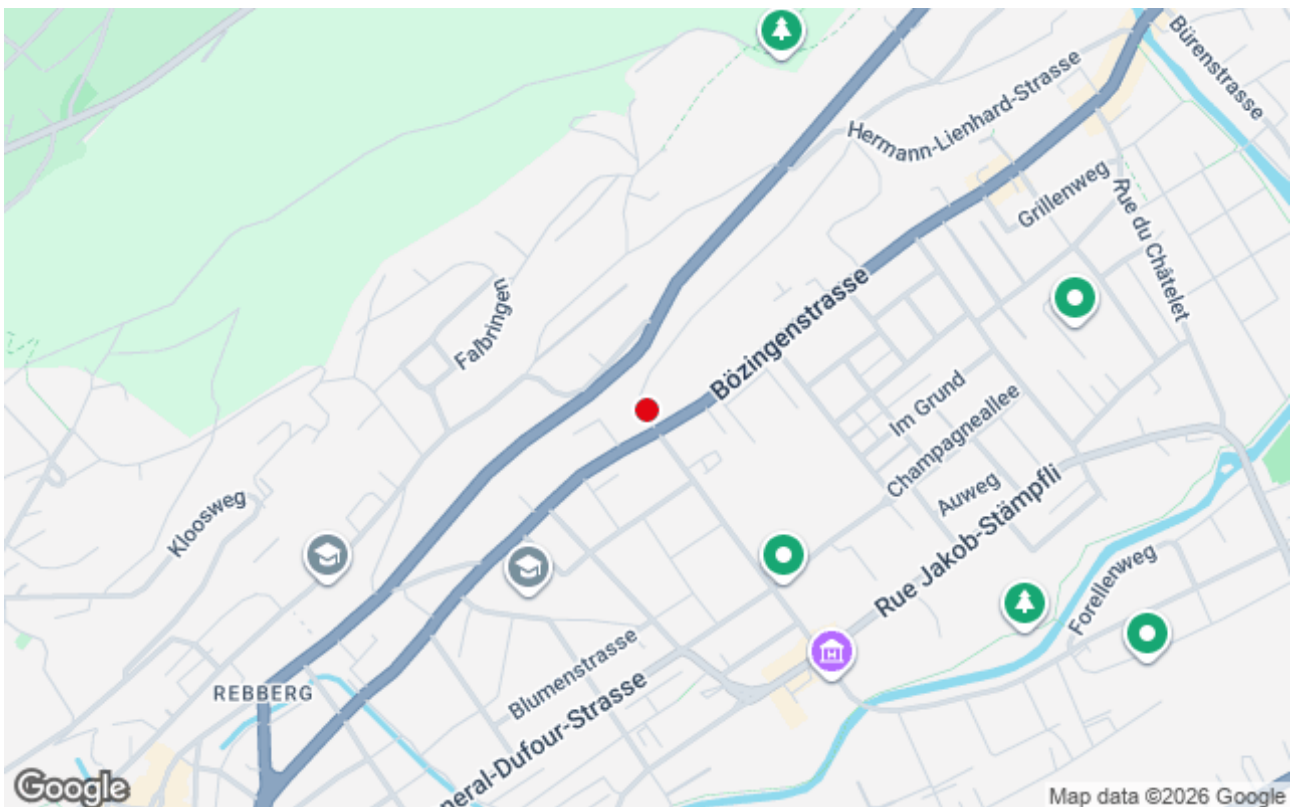 Bürenstrasse
Hermann-Lienhard-Strasse
Grillenweg
Rue du Châtelet
Falbringen
Bözingenstrasse
Im Grund
Champagneallee
Auweg
Kloosweg
Rue Jakob-Stämpfli
Forellenweg
Blumenstrasse
REBBERG
neral-Dufour-Strasse
H
Google
Map data ©2026 Google